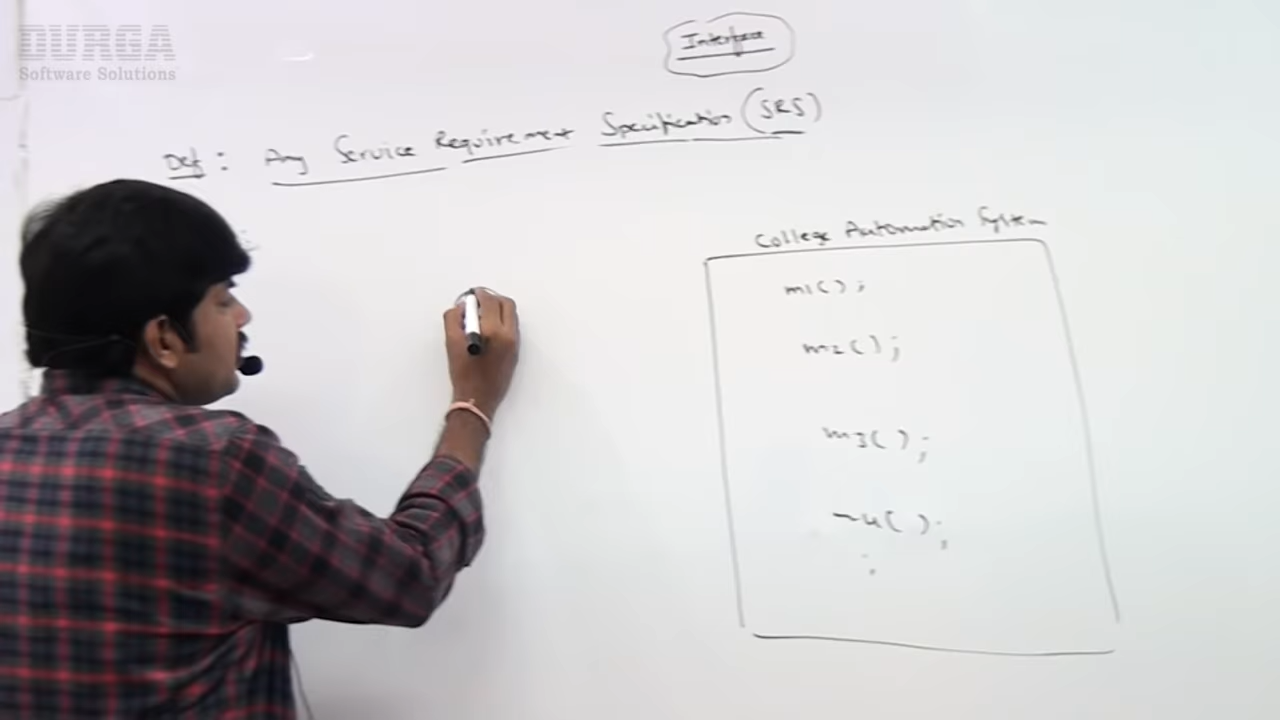 DURGA
Software Solutions
Interface
Def : Any Service Requirement Specification (SRS)
College Automation System
m1( ) ;
m2( ) ;
m3( ) ;
m4( ) ;